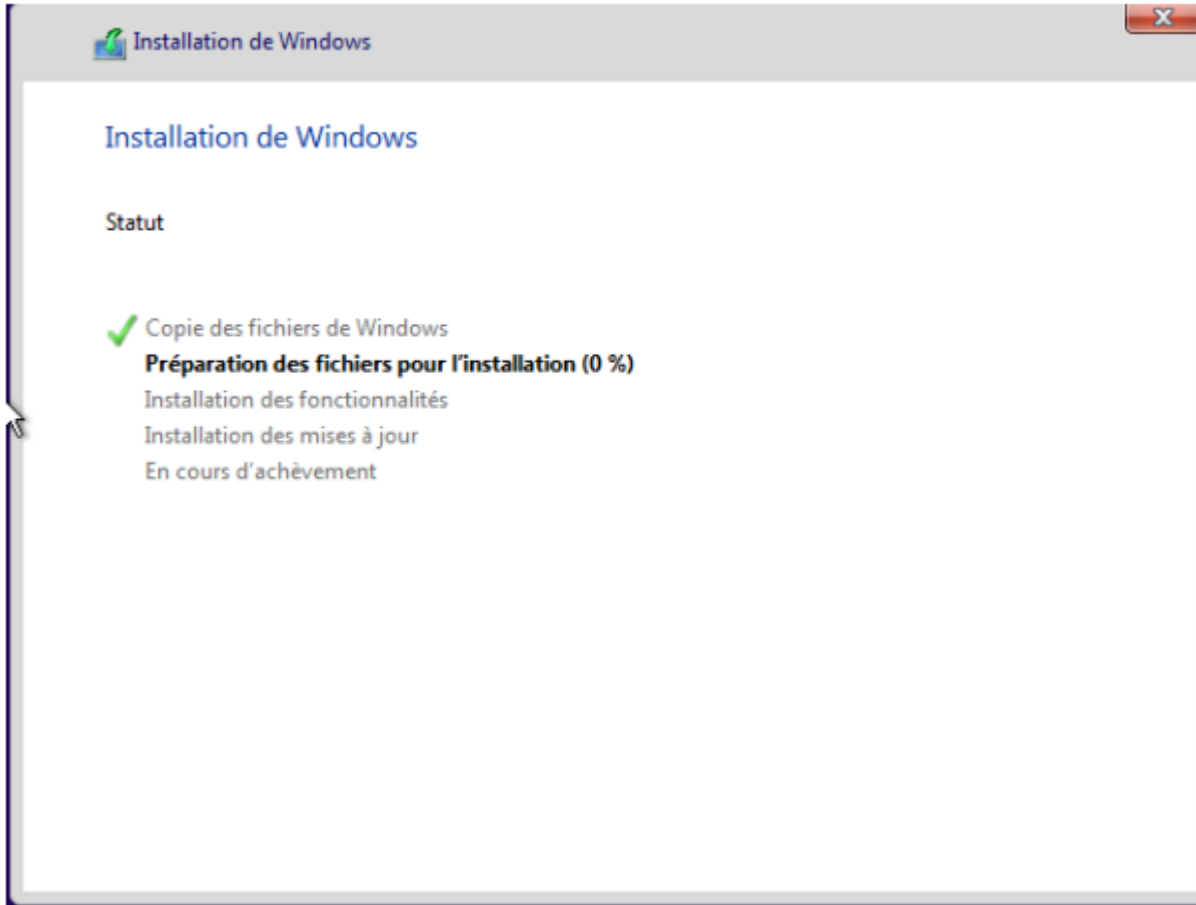 Installation de Windows
Installation de Windows
Statut
Copie des fichiers de Windows
Préparation des fichiers pour l'installation (0 %)
Installation des fonctionnalités
Installation des mises à jour
En cours d'achèvement